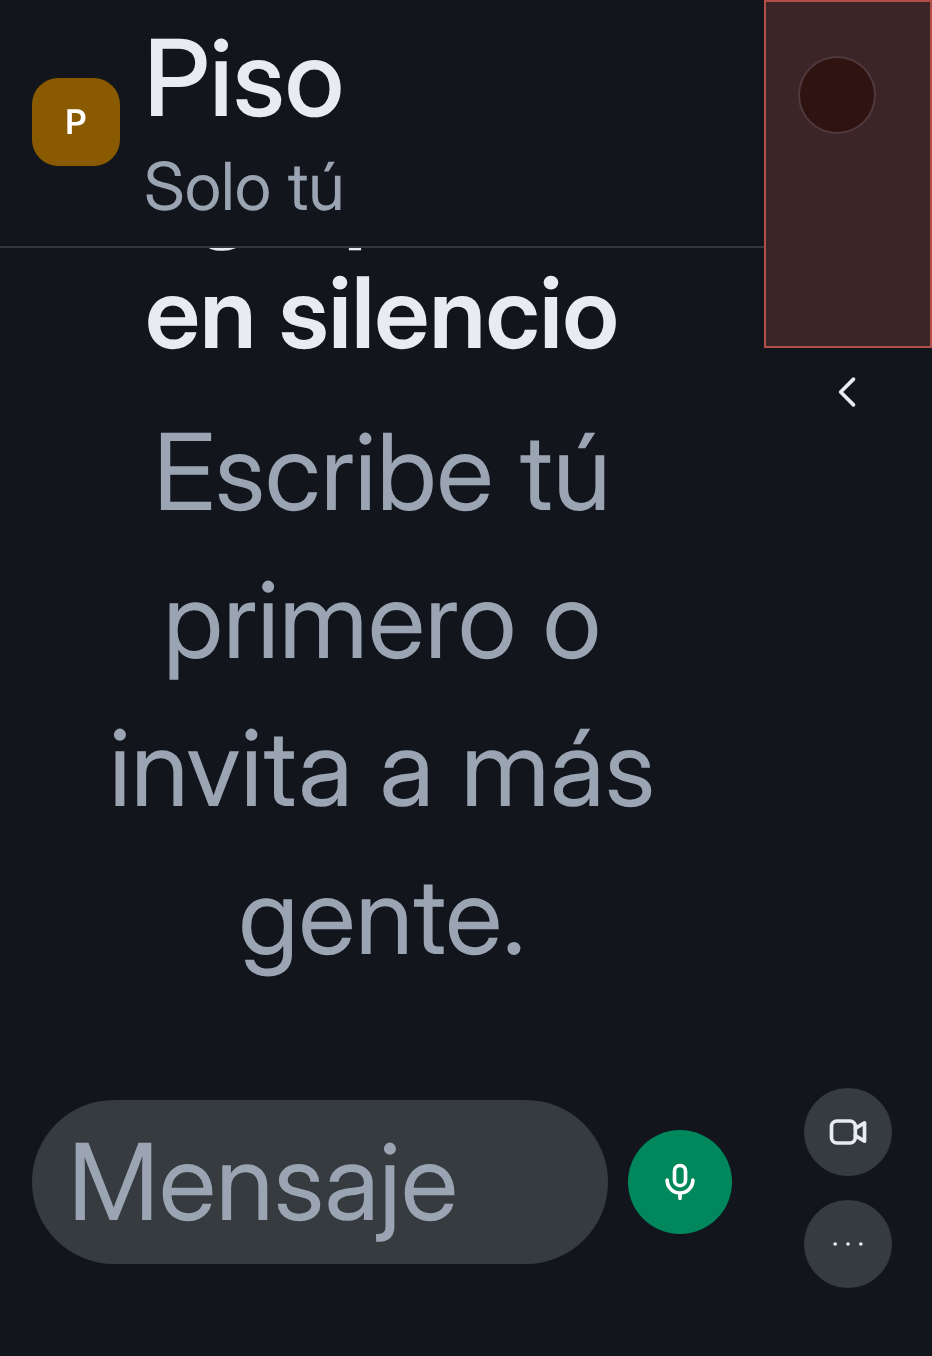 P
Piso
Solo tú
en silencio
Escribe tú
primero o
invita a más
gente.
Mensaje